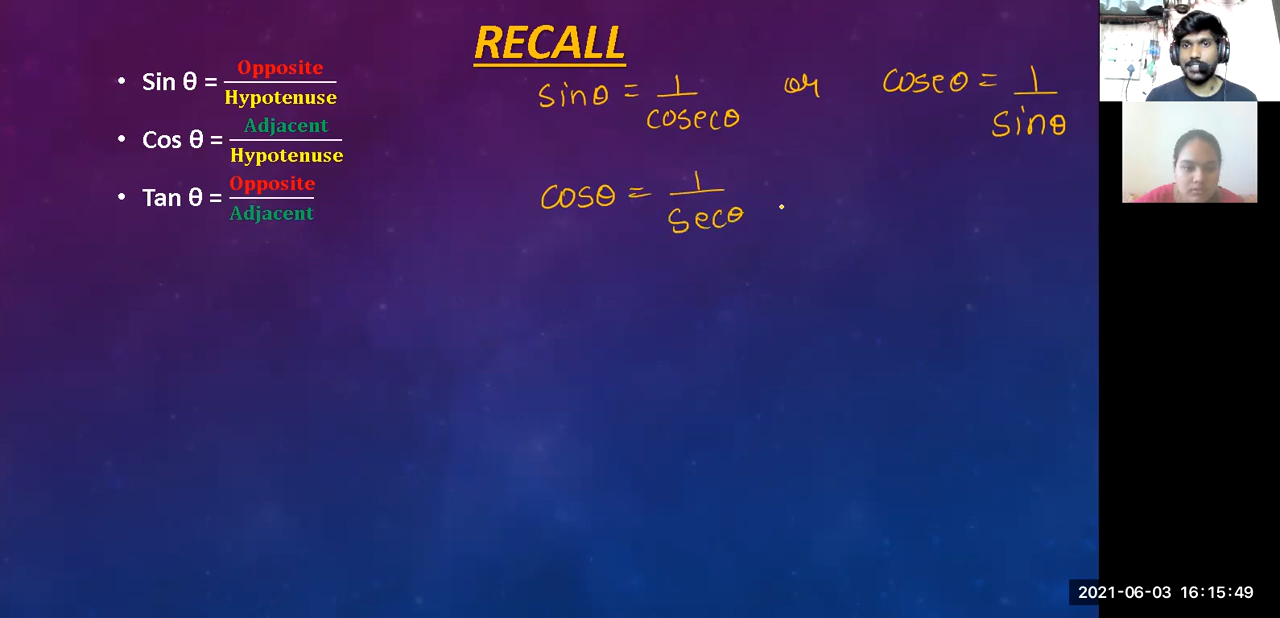 RECALL
• Sin θ = Opposite / Hypotenuse
• Cos θ = Adjacent / Hypotenuse
• Tan θ = Opposite / Adjacent
sinθ = 1 / cosecθ or cosecθ = 1 / sinθ
cosθ = 1 / secθ
2021-06-03 16:15:49